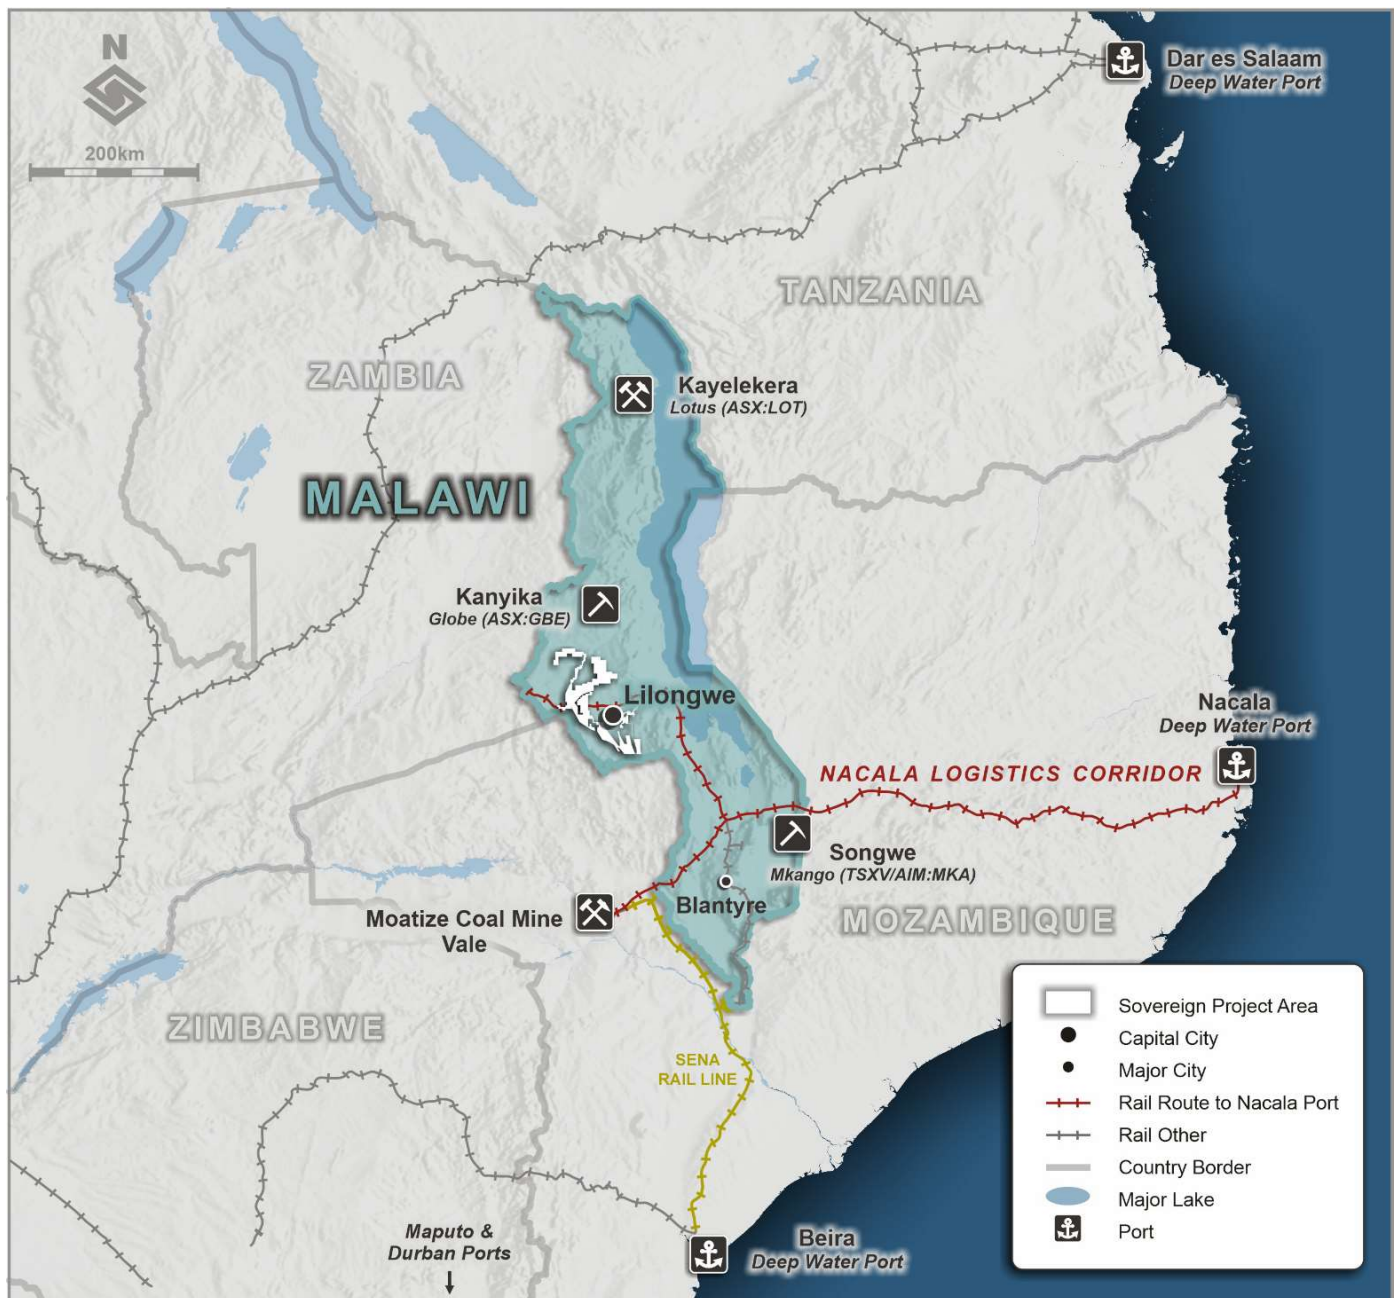 N
200km
Dar es Salaam
Deep Water Port
TANZANIA
ZAMBIA
Kayelekera
Lotus (ASX:LOT)
MALAWI
Kanyika
Globe (ASX:GBE)
Lilongwe
Nacala
Deep Water Port
NACALA LOGISTICS CORRIDOR
Songwe
Mkango (TSXV/AIM:MKA)
Blantyre
Moatize Coal Mine
Vale
MOZAMBIQUE
ZIMBABWE
SENA
RAIL LINE
Maputo &
Durban Ports
Beira
Deep Water Port
Sovereign Project Area
Capital City
Major City
Rail Route to Nacala Port
Rail Other
Country Border
Major Lake
Port